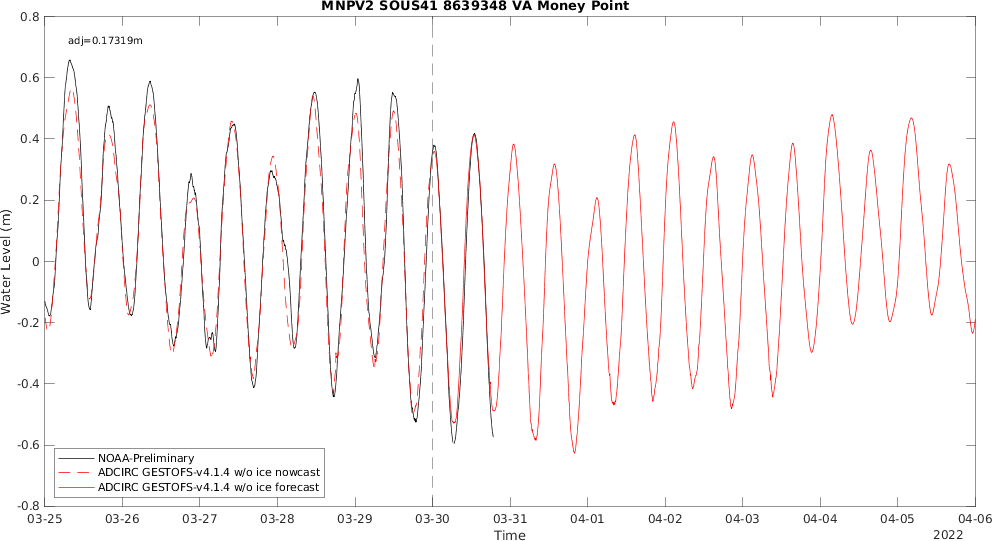 MNPV2 SOUS41 8639348 VA Money Point
adj=0.17319m
0.8
0.6
0.4
0.2
0
-0.2
-0.4
-0.6
-0.8
Water Level (m)
NOAA-Preliminary
ADCIRC GESTOFS-v4.1.4 w/o ice nowcast
ADCIRC GESTOFS-v4.1.4 w/o ice forecast
03-25 03-26 03-27 03-28 03-29 03-30 03-31 04-01 04-02 04-03 04-04 04-05 04-06
Time
2022